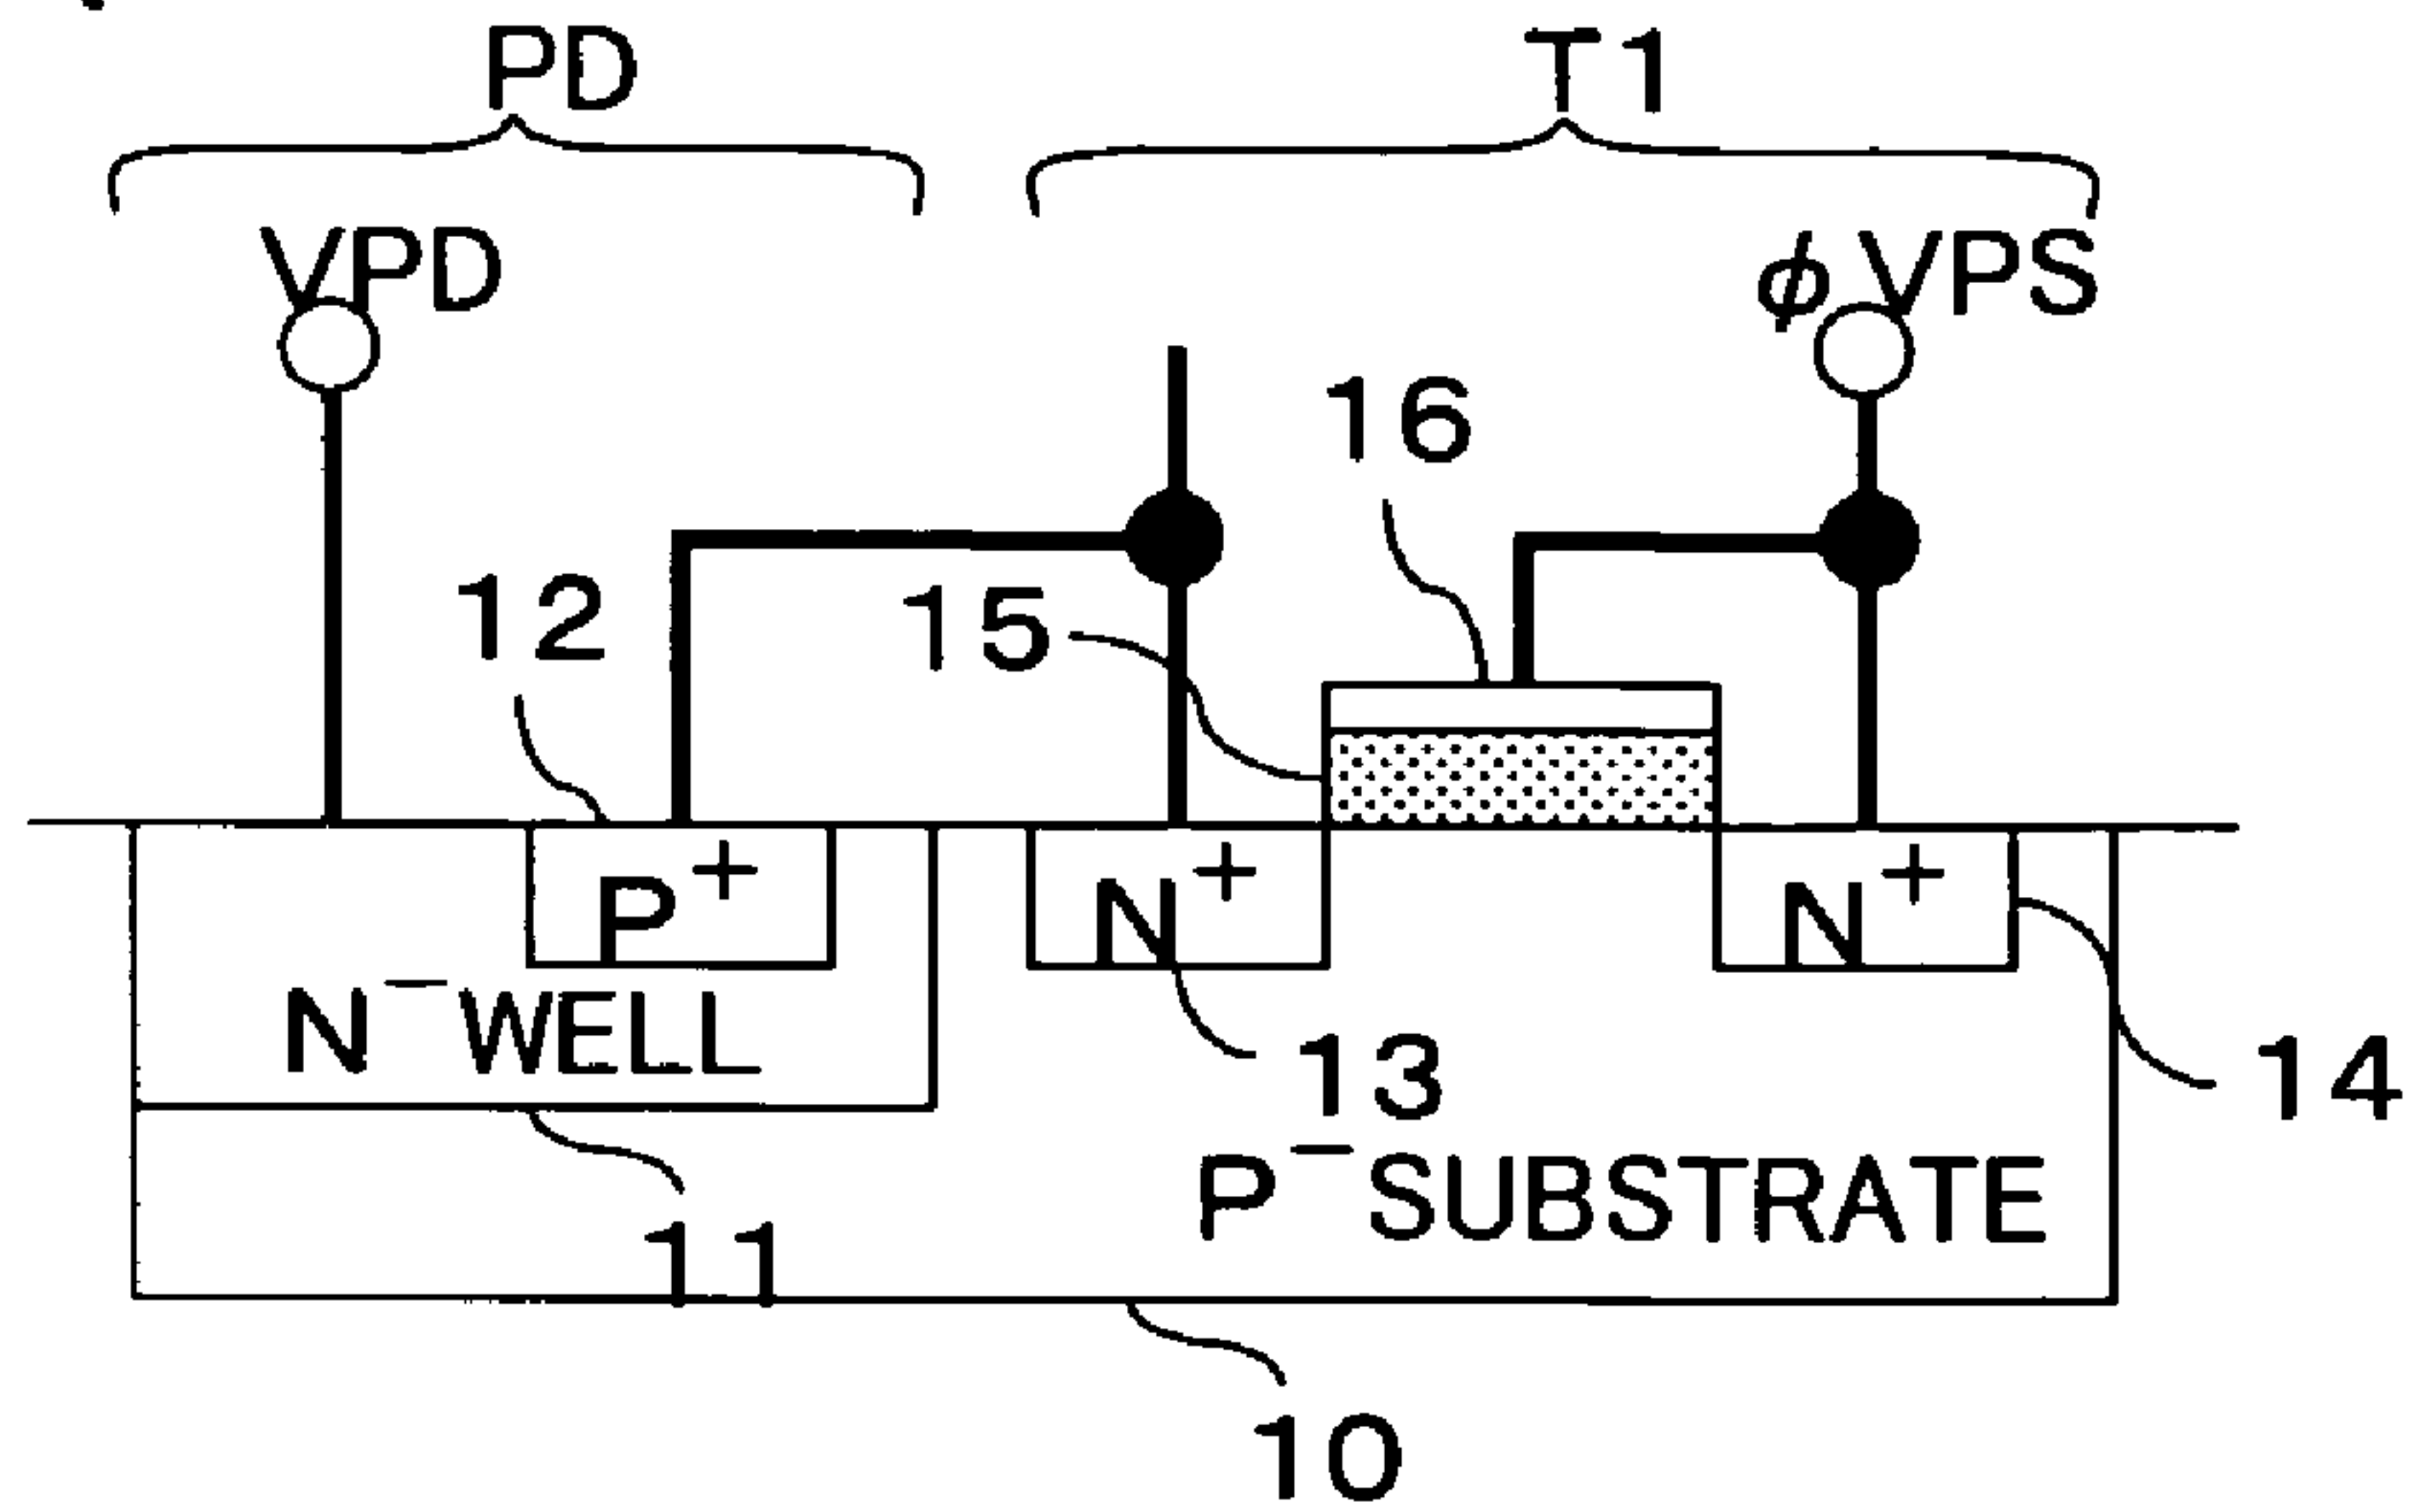 PD T1
VPD φVPS
16
12 15
P+ N+ N+
N-WELL
13 14
P-SUBSTRATE
11
10